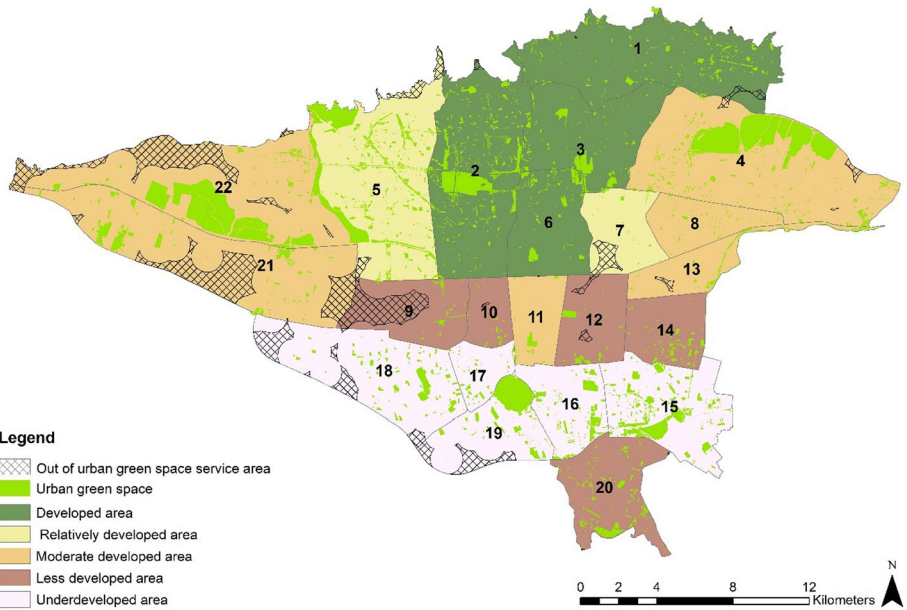 1
2
3
4
5
6
7
8
22
21
13
9
10
11
12
14
18
17
16
15
19
20
Legend
Out of urban green space service area
Urban green space
Developed area
Relatively developed area
Moderate developed area
Less developed area
Underdeveloped area
N
0 2 4 8 12
Kilometers